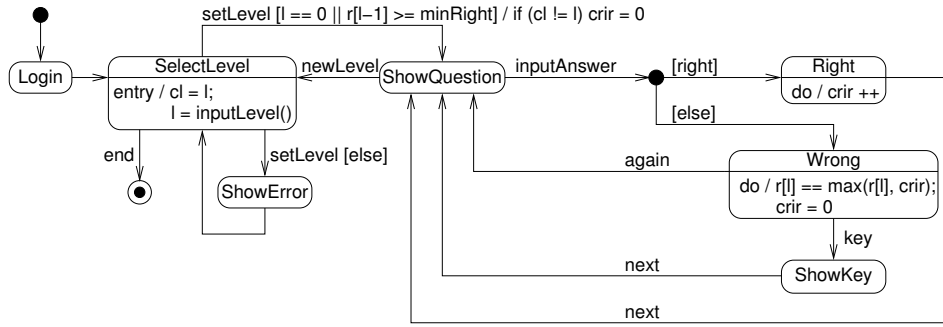 setLevel [l == 0 || r[l−1] >= minRight] / if (cl != l) crir = 0
Login
SelectLevel
entry / cl = l;
l = inputLevel()
newLevel
ShowQuestion
inputAnswer
[right]
Right
do / crir ++
[else]
end
setLevel [else]
ShowError
again
Wrong
do / r[l] == max(r[l], crir);
crir = 0
key
next
ShowKey
next